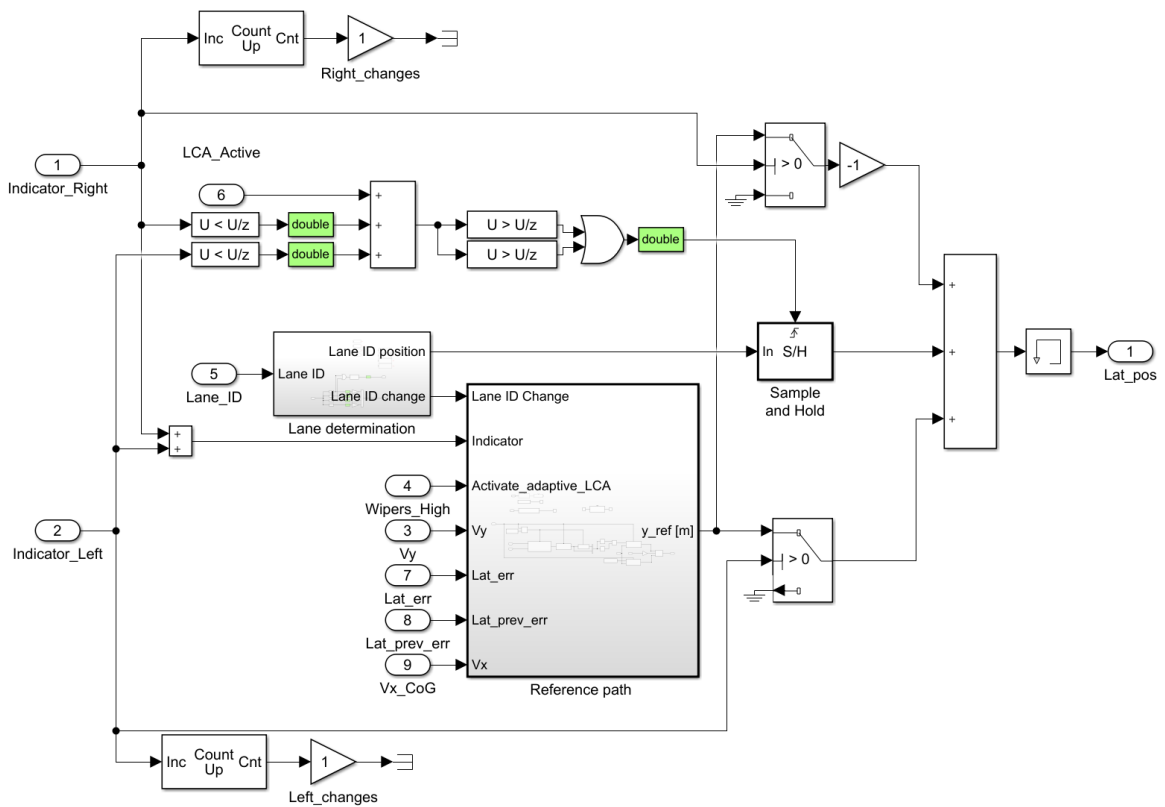 Inc
Count
Up
Cnt
1
Right_changes
1
Indicator_Right
LCA_Active
6
U < U/z
double
U < U/z
double
+
+
+
U > U/z
U > U/z
double
> 0
-1
Lane ID position
Lane ID
Lane ID change
5
Lane_ID
Lane determination
In
S/H
Sample
and Hold
+
+
+
1
Lat_pos
+
+
Lane ID Change
Indicator
Activate_adaptive_LCA
Vy
Lat_err
Lat_prev_err
Vx
y_ref [m]
Reference path
4
Wipers_High
3
Vy
7
Lat_err
8
Lat_prev_err
9
Vx_CoG
2
Indicator_Left
> 0
Inc
Count
Up
Cnt
1
Left_changes